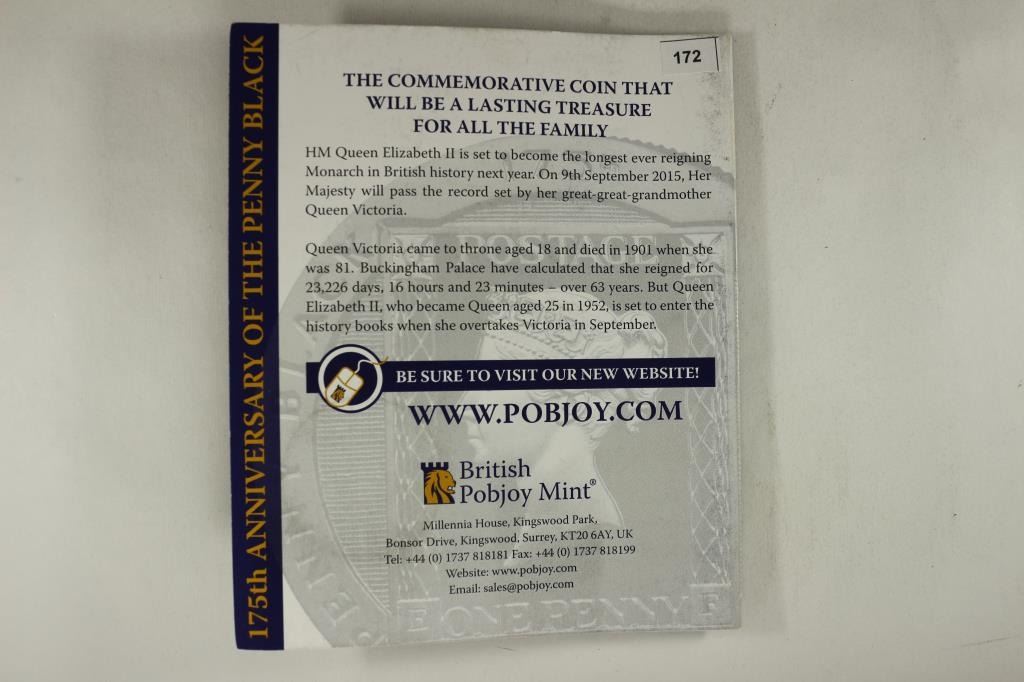 175th ANNIVERSARY OF THE PENNY BLACK
172
THE COMMEMORATIVE COIN THAT
WILL BE A LASTING TREASURE
FOR ALL THE FAMILY
HM Queen Elizabeth II is set to become the longest ever reigning
Monarch in British history next year. On 9th September 2015, Her
Majesty will pass the record set by her great-great-grandmother
Queen Victoria.
Queen Victoria came to throne aged 18 and died in 1901 when she
was 81. Buckingham Palace have calculated that she reigned for
23,226 days, 16 hours and 23 minutes – over 63 years. But Queen
Elizabeth II, who became Queen aged 25 in 1952, is set to enter the
history books when she overtakes Victoria in September.
BE SURE TO VISIT OUR NEW WEBSITE!
WWW.POBJOY.COM
British
Pobjoy Mint®
Millennia House, Kingswood Park,
Bonsor Drive, Kingswood, Surrey, KT20 6AY, UK
Tel: +44 (0) 1737 818181 Fax: +44 (0) 1737 818199
Website: www.pobjoy.com
Email: sales@pobjoy.com
POSTAGE
E ONE PENNY F